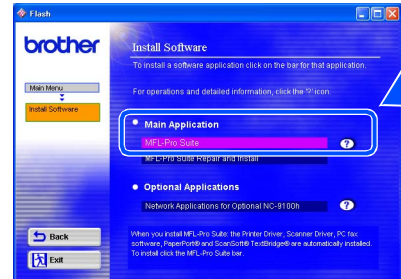 Flash
brother
Install Software
To install a software application click on the bar for that application.
For operations and detailed information, click the '?' icon.
Main Menu
Install Software
Main Application
MFL-Pro Suite
?
MFL-Pro Suite Repair and Install
Optional Applications
Network Applications for Optional NC-9100h
?
Back
Exit
When you install MFL-Pro Suite: the Printer Driver, Scanner Driver, PC fax
software, PaperPort® and ScanSoft® TextBridge® are automatically installed.
To install click the MFL-Pro Suite bar.